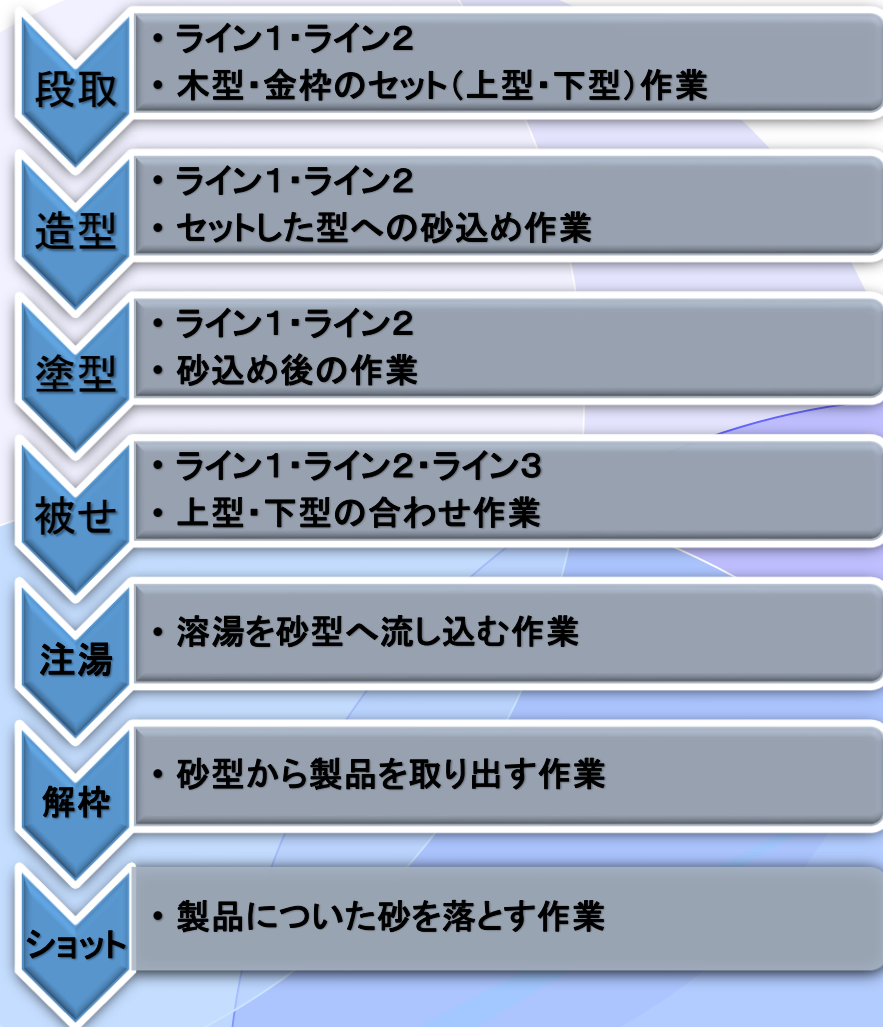 段取
・ライン１・ライン２
・木型・金枠のセット（上型・下型）作業
造型
・ライン１・ライン２
・セットした型への砂込め作業
塗型
・ライン１・ライン２
・砂込め後の作業
被せ
・ライン１・ライン２・ライン３
・上型・下型の合わせ作業
注湯
・溶湯を砂型へ流し込む作業
解枠
・砂型から製品を取り出す作業
ショット
・製品についた砂を落とす作業